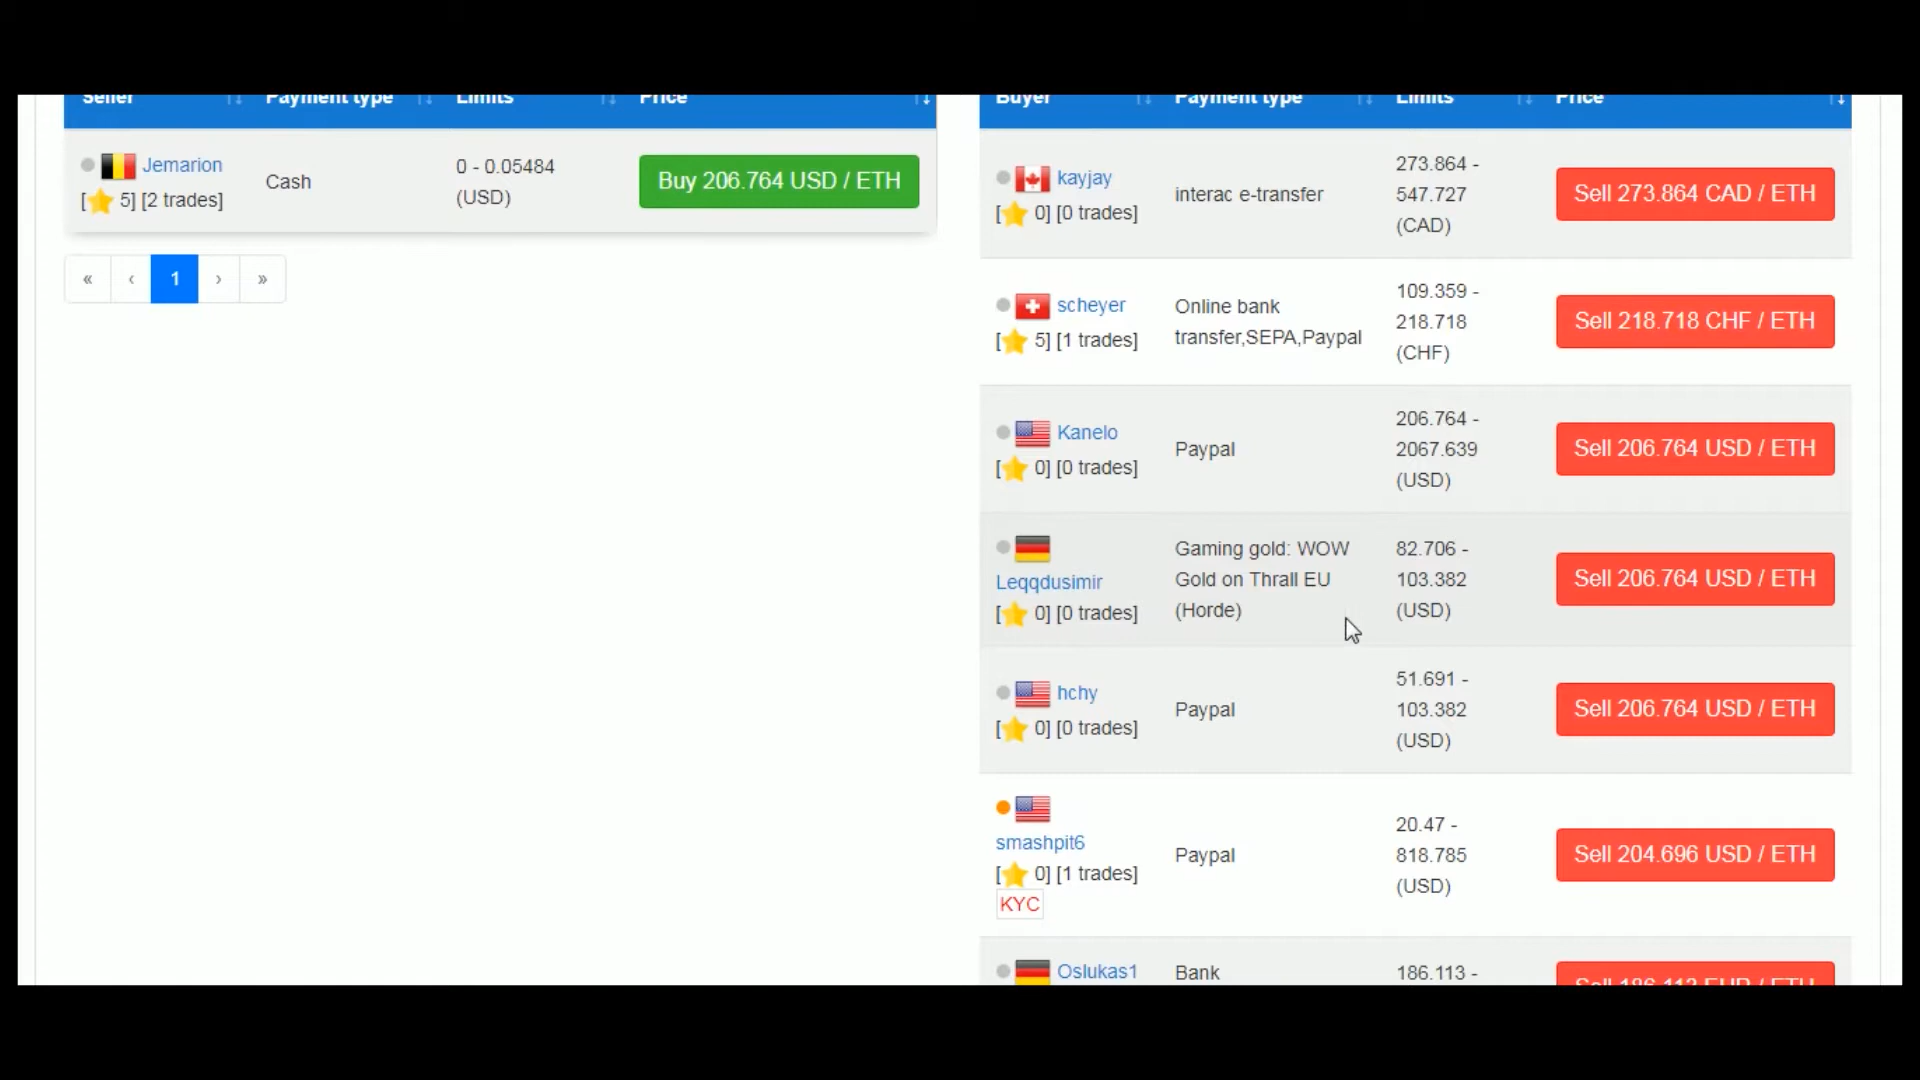 Seller Payment type Limits Price
Jemarion
[ 5] [2 trades]
Cash
0 - 0.05484
(USD)
Buy 206.764 USD / ETH
« ‹ 1 › »
Buyer Payment type Limits Price
kayjay
[ 0] [0 trades]
interac e-transfer
273.864 -
547.727
(CAD)
Sell 273.864 CAD / ETH
scheyer
[ 5] [1 trades]
Online bank
transfer,SEPA,Paypal
109.359 -
218.718
(CHF)
Sell 218.718 CHF / ETH
Kanelo
[ 0] [0 trades]
Paypal
206.764 -
2067.639
(USD)
Sell 206.764 USD / ETH
Leqqdusimir
[ 0] [0 trades]
Gaming gold: WOW
Gold on Thrall EU
(Horde)
82.706 -
103.382
(USD)
Sell 206.764 USD / ETH
hchy
[ 0] [0 trades]
Paypal
51.691 -
103.382
(USD)
Sell 206.764 USD / ETH
smashpit6
[ 0] [1 trades]
KYC
Paypal
20.47 -
818.785
(USD)
Sell 204.696 USD / ETH
Oslukas1
Bank
186.113 -
Sell 186.113 EUR / ETH